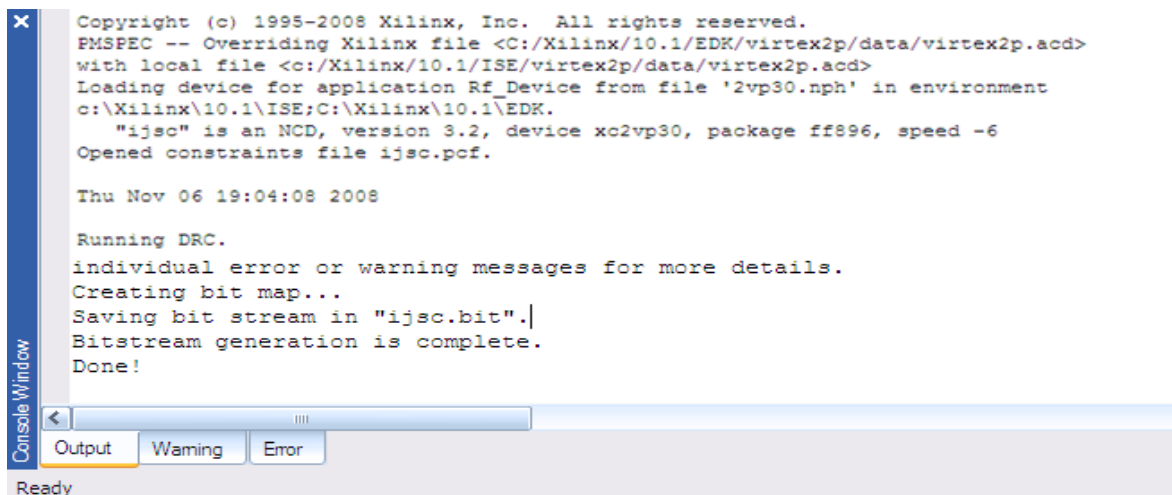 Copyright (c) 1995-2008 Xilinx, Inc.  All rights reserved.
PMSPEC -- Overriding Xilinx file <C:/Xilinx/10.1/EDK/virtex2p/data/virtex2p.acd>
with local file <c:/Xilinx/10.1/ISE/virtex2p/data/virtex2p.acd>
Loading device for application Rf_Device from file '2vp30.nph' in environment
c:\Xilinx\10.1\ISE;C:\Xilinx\10.1\EDK.
"ijsc" is an NCD, version 3.2, device xc2vp30, package ff896, speed -6
Opened constraints file ijsc.pcf.
Thu Nov 06 19:04:08 2008
Running DRC.
individual error or warning messages for more details.
Creating bit map...
Saving bit stream in "ijsc.bit".
Bitstream generation is complete.
Done!
Console Window
Output Warning Error
Ready